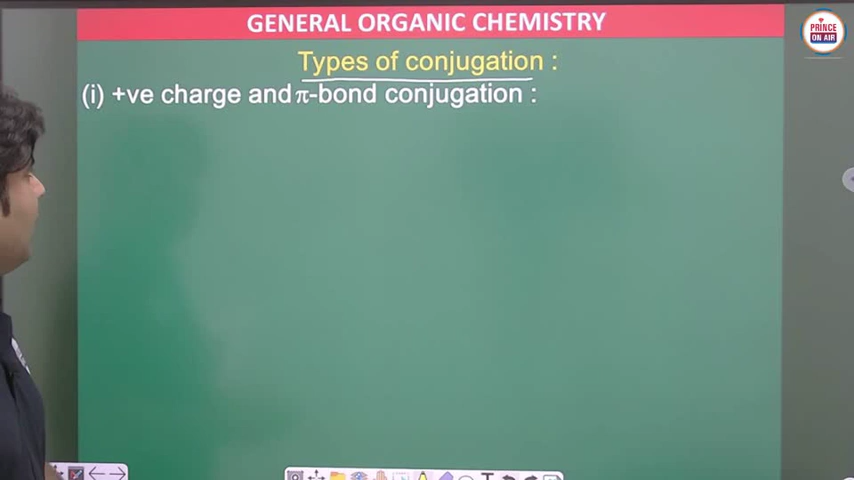 GENERAL ORGANIC CHEMISTRY
PRINCE
ON AIR
Types of conjugation :
(i) +ve charge and π-bond conjugation :